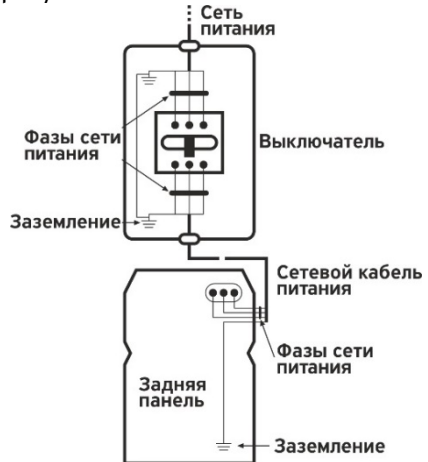 Сеть
питания
Фазы сети
питания
Выключатель
Заземление
Сетевой кабель
питания
Фазы сети
питания
Задняя
панель
Заземление